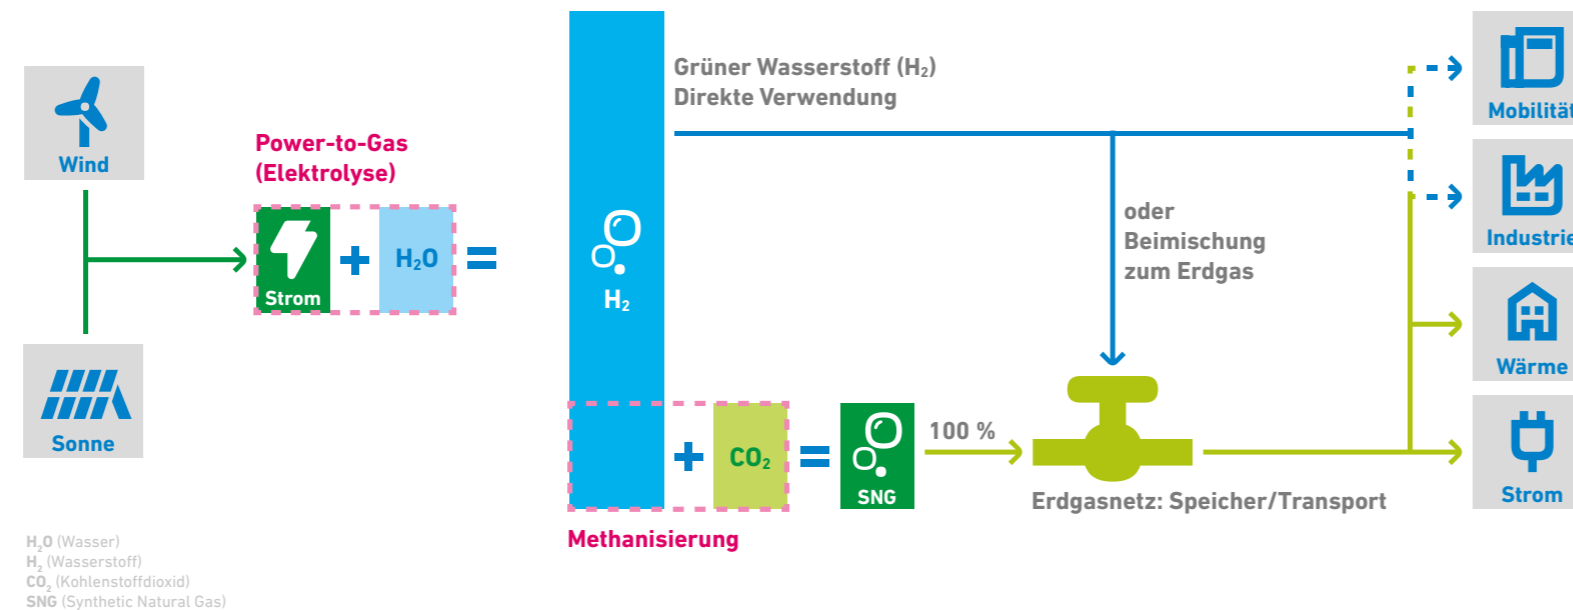 Wind
Sonne
Power-to-Gas
(Elektrolyse)
Strom
+
H₂O
=
H₂
Grüner Wasserstoff (H₂)
Direkte Verwendung
oder
Beimischung
zum Erdgas
+
CO₂
=
SNG
100 %
Methanisierung
Erdgasnetz: Speicher/Transport
Mobilität
Industrie
Wärme
Strom
H₂O (Wasser)
H₂ (Wasserstoff)
CO₂ (Kohlenstoffdioxid)
SNG (Synthetic Natural Gas)